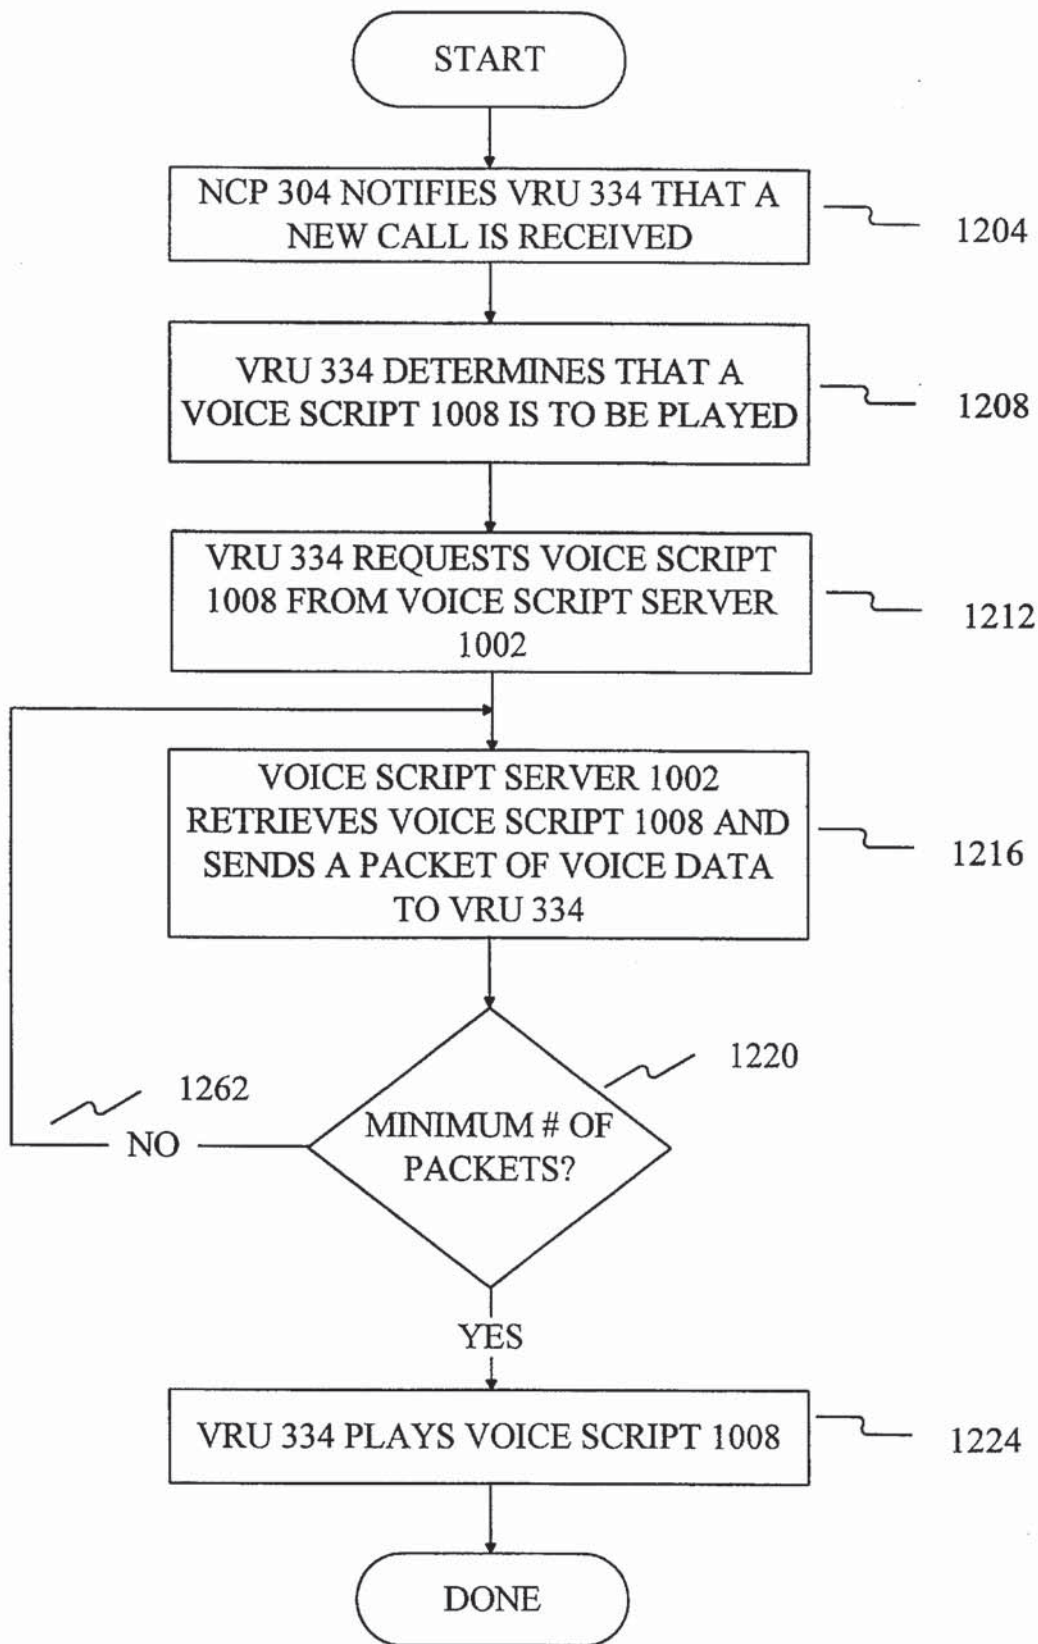 START
NCP 304 NOTIFIES VRU 334 THAT A
NEW CALL IS RECEIVED
1204
VRU 334 DETERMINES THAT A
VOICE SCRIPT 1008 IS TO BE PLAYED
1208
VRU 334 REQUESTS VOICE SCRIPT
1008 FROM VOICE SCRIPT SERVER
1002
1212
VOICE SCRIPT SERVER 1002
RETRIEVES VOICE SCRIPT 1008 AND
SENDS A PACKET OF VOICE DATA
TO VRU 334
1216
1220
1262
MINIMUM # OF
PACKETS?
NO
YES
VRU 334 PLAYS VOICE SCRIPT 1008
1224
DONE